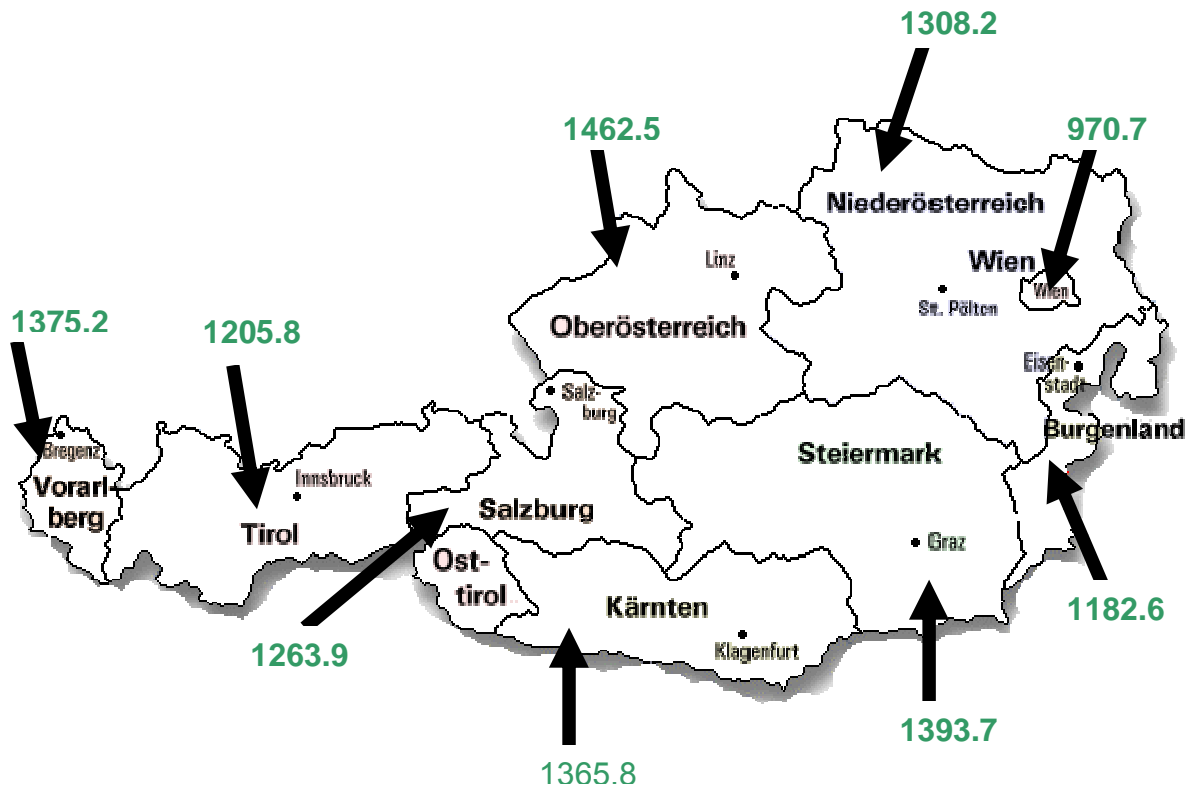 1308.2
1462.5
970.7
Niederösterreich
Wien
Linz
Wien
St. Pölten
1375.2
1205.8
Oberösterreich
Eisen-
stadt
Salz-
burg
Burgenland
Bregenz
Steiermark
Innsbruck
Vorarl-
berg
Salzburg
Tirol
Graz
Ost-
tirol
Kärnten
1182.6
Klagenfurt
1263.9
1393.7
1365.8